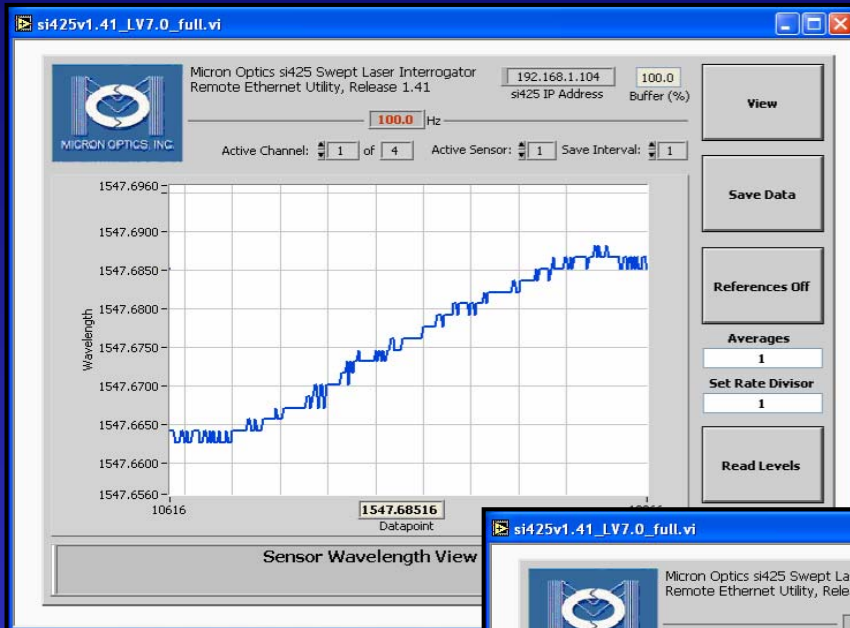 si425v1.41_LV7.0_full.vi
MICRON OPTICS, INC.
Micron Optics si425 Swept Laser Interrogator
Remote Ethernet Utility, Release 1.41
192.168.1.104
si425 IP Address
100.0
Buffer (%)
100.0 Hz
Active Channel: 1 of 4 Active Sensor: 1 Save Interval: 1
View
Save Data
References Off
Averages
1
Set Rate Divisor
1
Read Levels
Wavelength
1547.6960
1547.6900
1547.6850
1547.6800
1547.6750
1547.6700
1547.6650
1547.6600
1547.6560
10616
1547.68516
Datapoint
Sensor Wavelength View
si425v1.41_LV7.0_full.vi
Micron Optics si425 Swept La
Remote Ethernet Utility, Rele